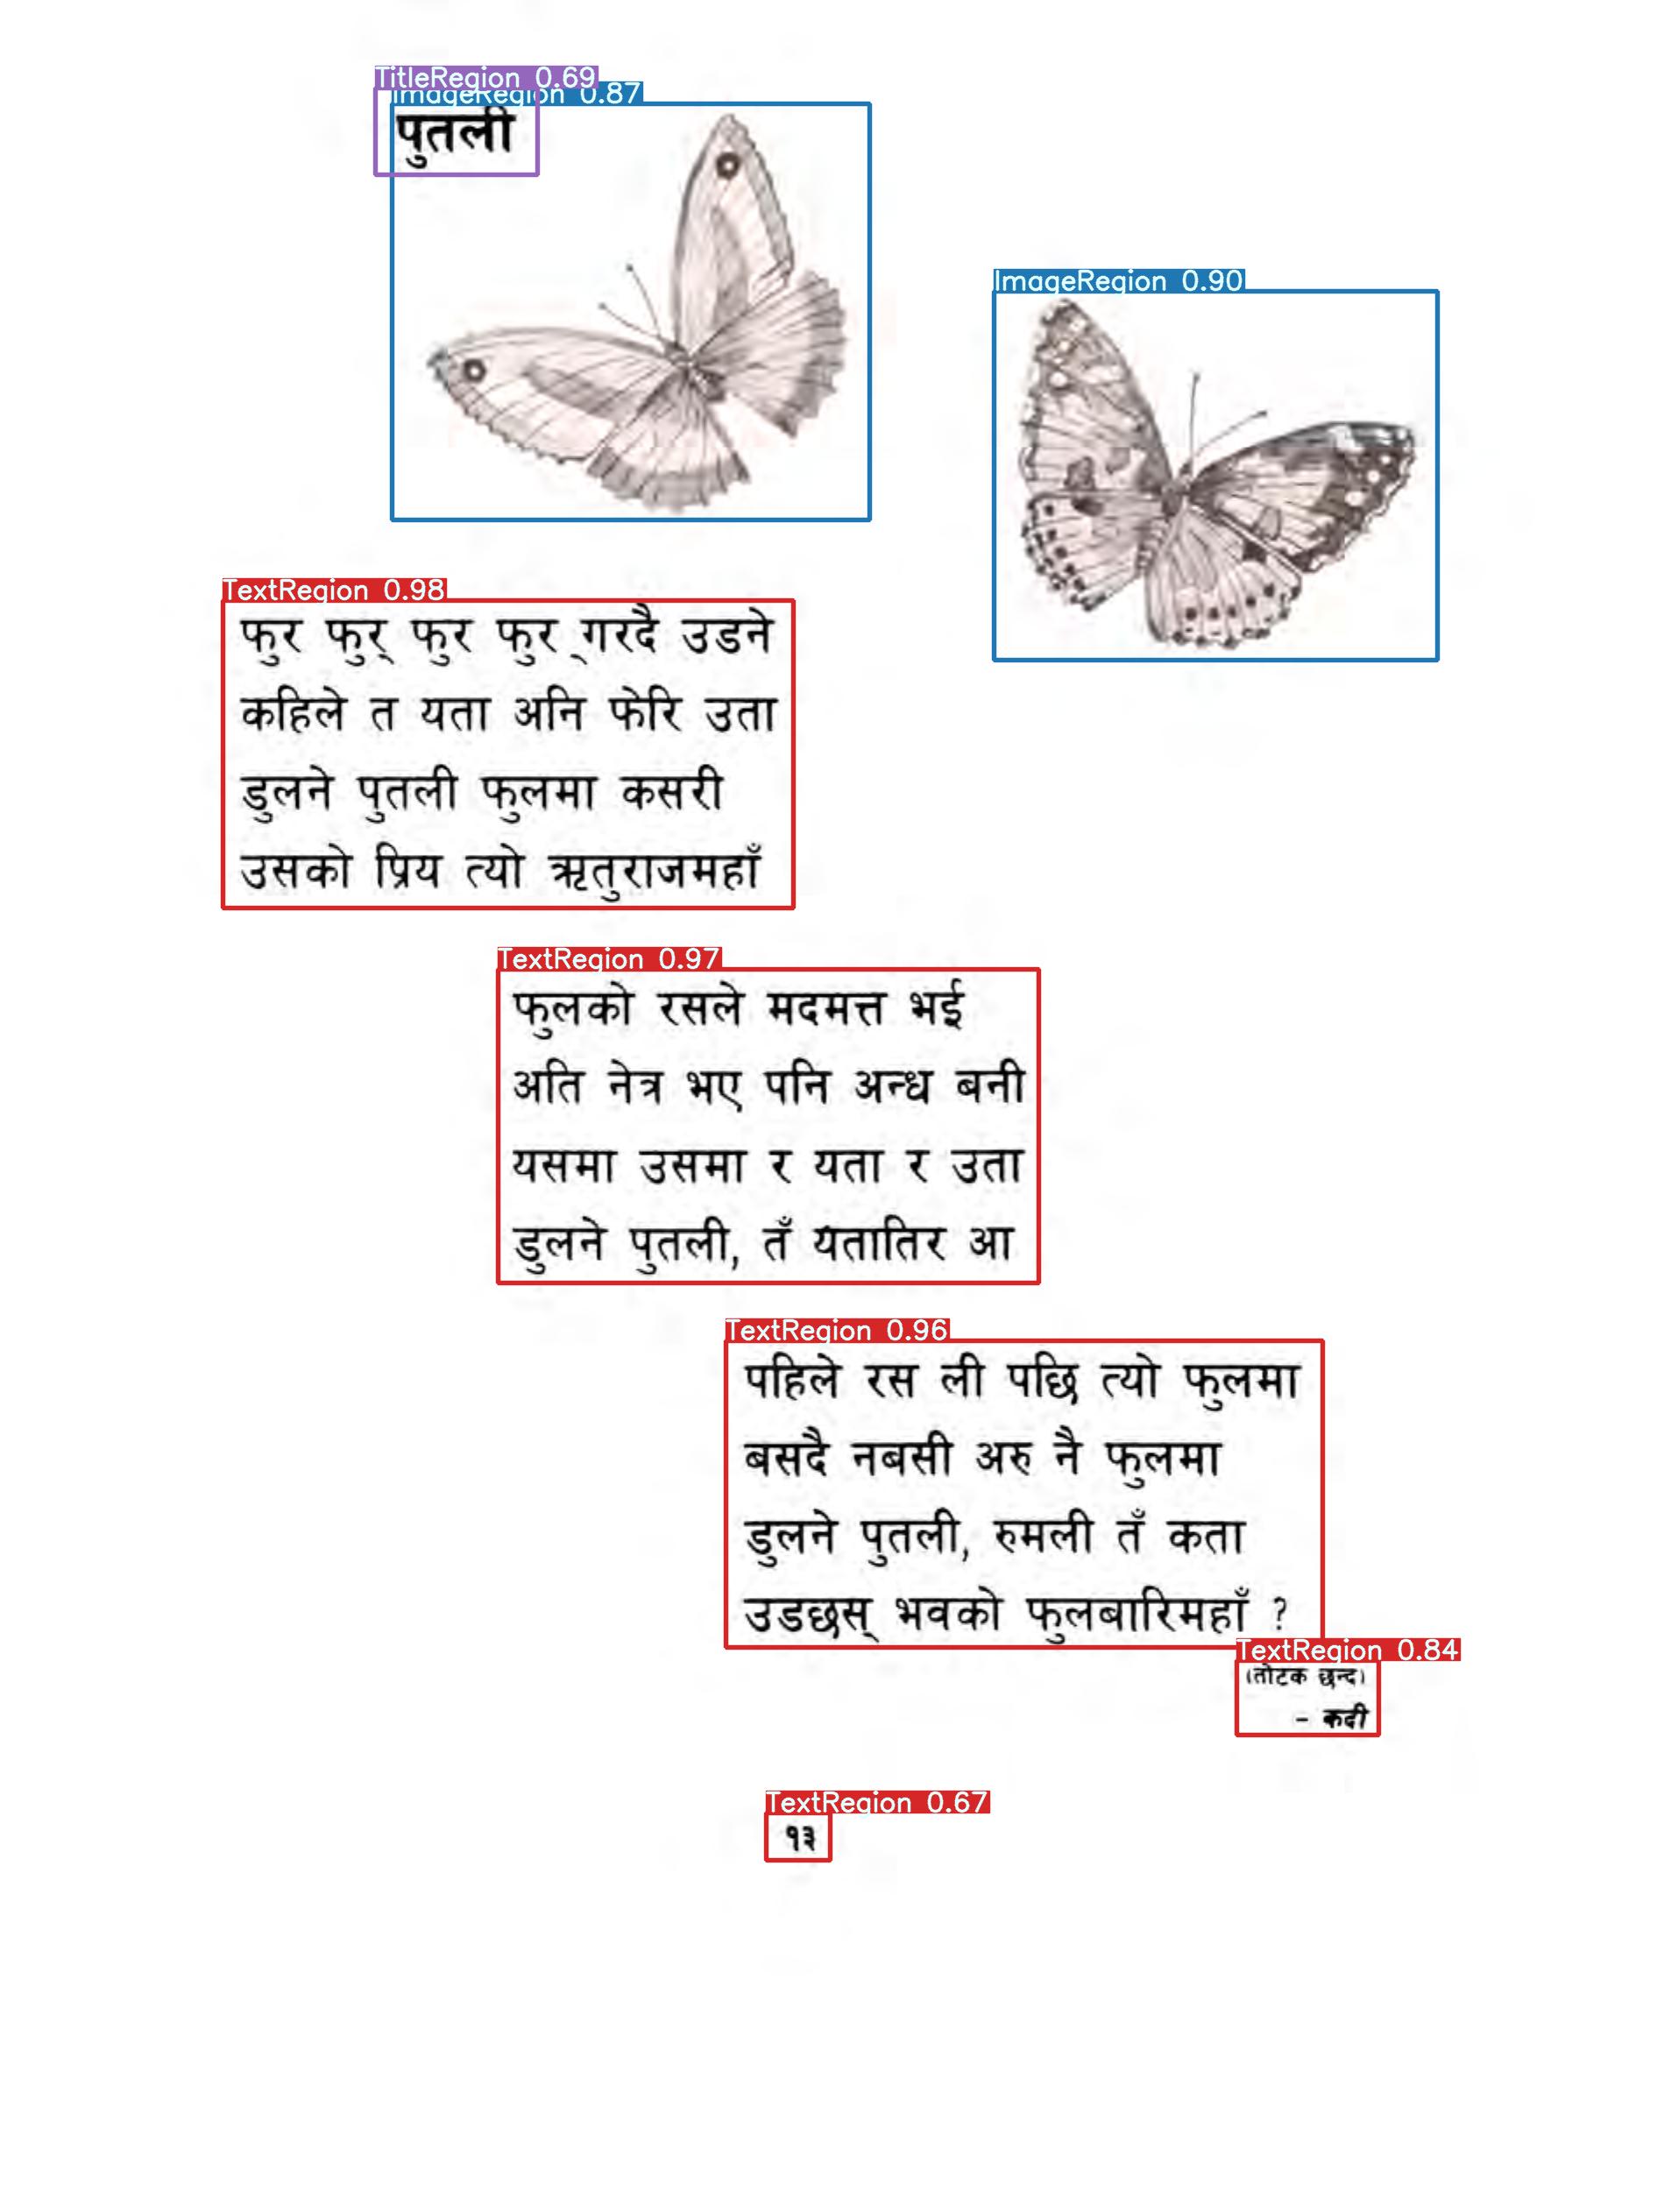 TitleRegion 0.69
ImageRegion 0.87
पुतली
ImageRegion 0.90
TextRegion 0.98
फुर फुर् फुर फुर ्गरदै उडने
कहिले त यता अनि फेरि उता
डुलने पुतली फुलमा कसरी
उसको प्रिय त्यो ऋतुराजमहाँ
TextRegion 0.97
फुलको रसले मदमत्त भई
अति नेत्र भए पनि अन्ध बनी
यसमा उसमा र यता र उता
डुलने पुतली, तँ यतातिर आ
TextRegion 0.96
पहिले रस ली पछि त्यो फुलमा
बसदै नबसी अरु नै फुलमा
डुलने पुतली, रुमली तँ कता
उडछस् भवको फुलबारिमहाँ ?
TextRegion 0.84
(तोटक छन्द)
- कदी
TextRegion 0.67
१३